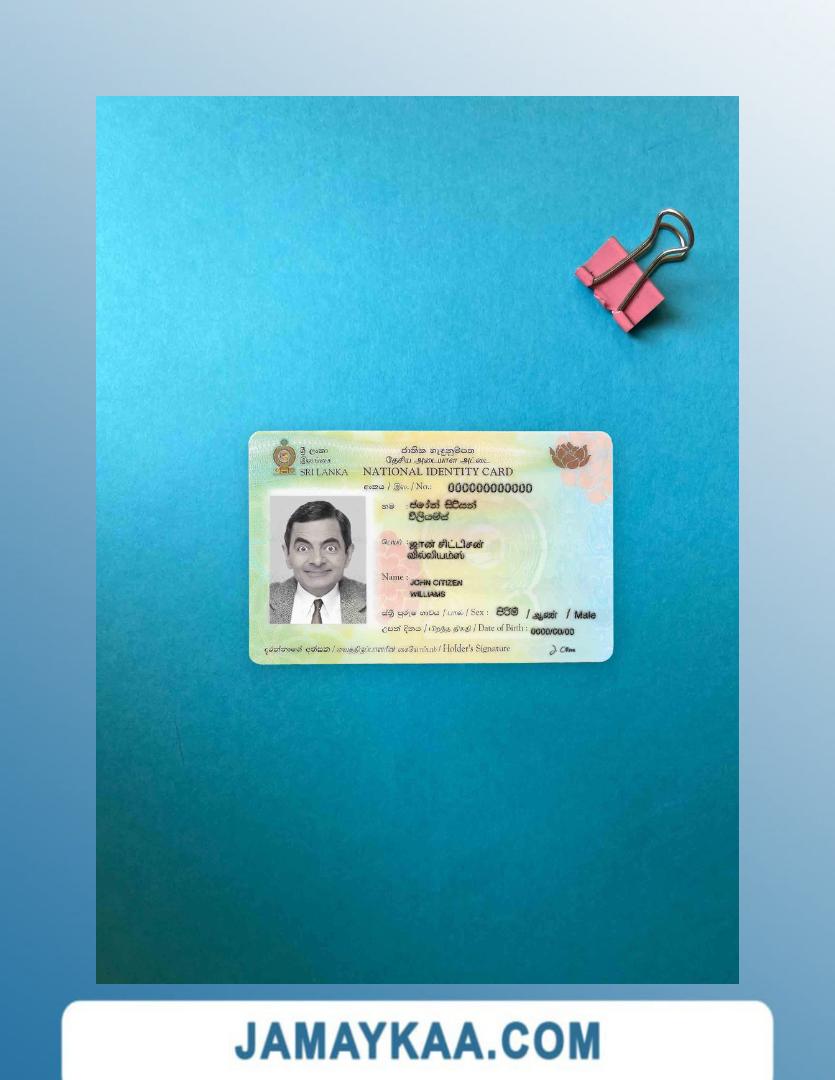 ශ්‍රී ලංකා
இலங்கை
SRI LANKA
ජාතික හැඳුනුම්පත
தேசிய அடையாள அட்டை
NATIONAL IDENTITY CARD
අංකය / இல. / No.: 000000000000
නම : ජෝන් සිටිසන්
විලියම්ස්
பெயர் : ஜான் சிட்டிசன்
வில்லியம்ஸ்
Name : JOHN CITIZEN
WILLIAMS
ස්ත්‍රී පුරුෂ භාවය / பால் / Sex : පිරිමි / ஆண் / Male
උපන් දිනය / பிறந்த திகதி / Date of Birth : 0000/00/00
දරන්නාගේ අත්සන / / Holder's Signature
JAMAYKAA.COM